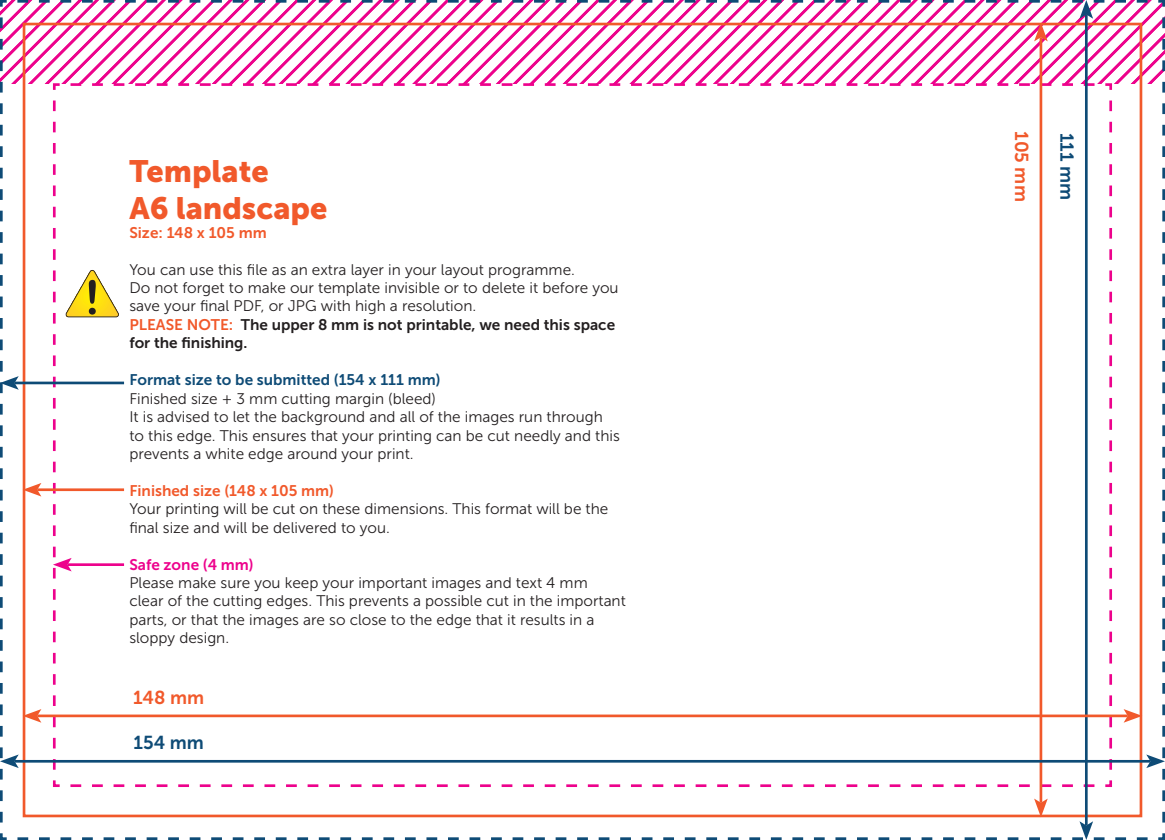 105 mm
111 mm
Template
A6 landscape
Size: 148 x 105 mm
You can use this file as an extra layer in your layout programme.
Do not forget to make our template invisible or to delete it before you
save your final PDF, or JPG with high a resolution.
PLEASE NOTE: The upper 8 mm is not printable, we need this space
for the finishing.
Format size to be submitted (154 x 111 mm)
Finished size + 3 mm cutting margin (bleed)
It is advised to let the background and all of the images run through
to this edge. This ensures that your printing can be cut needly and this
prevents a white edge around your print.
Finished size (148 x 105 mm)
Your printing will be cut on these dimensions. This format will be the
final size and will be delivered to you.
Safe zone (4 mm)
Please make sure you keep your important images and text 4 mm
clear of the cutting edges. This prevents a possible cut in the important
parts, or that the images are so close to the edge that it results in a
sloppy design.
148 mm
154 mm